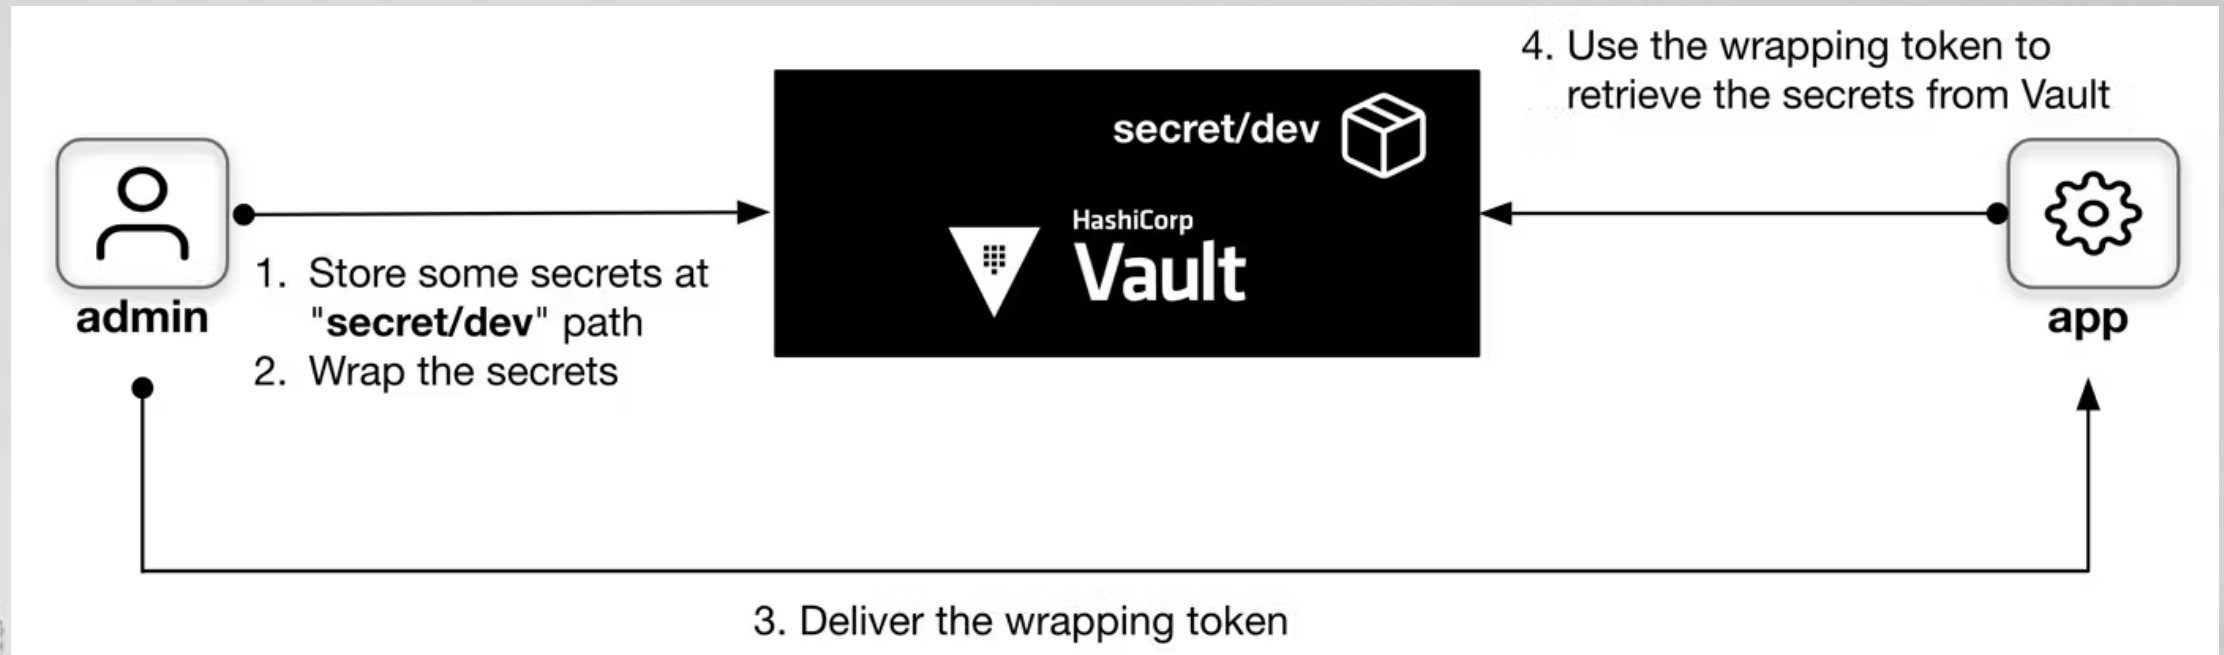 4. Use the wrapping token to
retrieve the secrets from Vault
secret/dev
HashiCorp
Vault
admin
1. Store some secrets at
"secret/dev" path
2. Wrap the secrets
app
3. Deliver the wrapping token